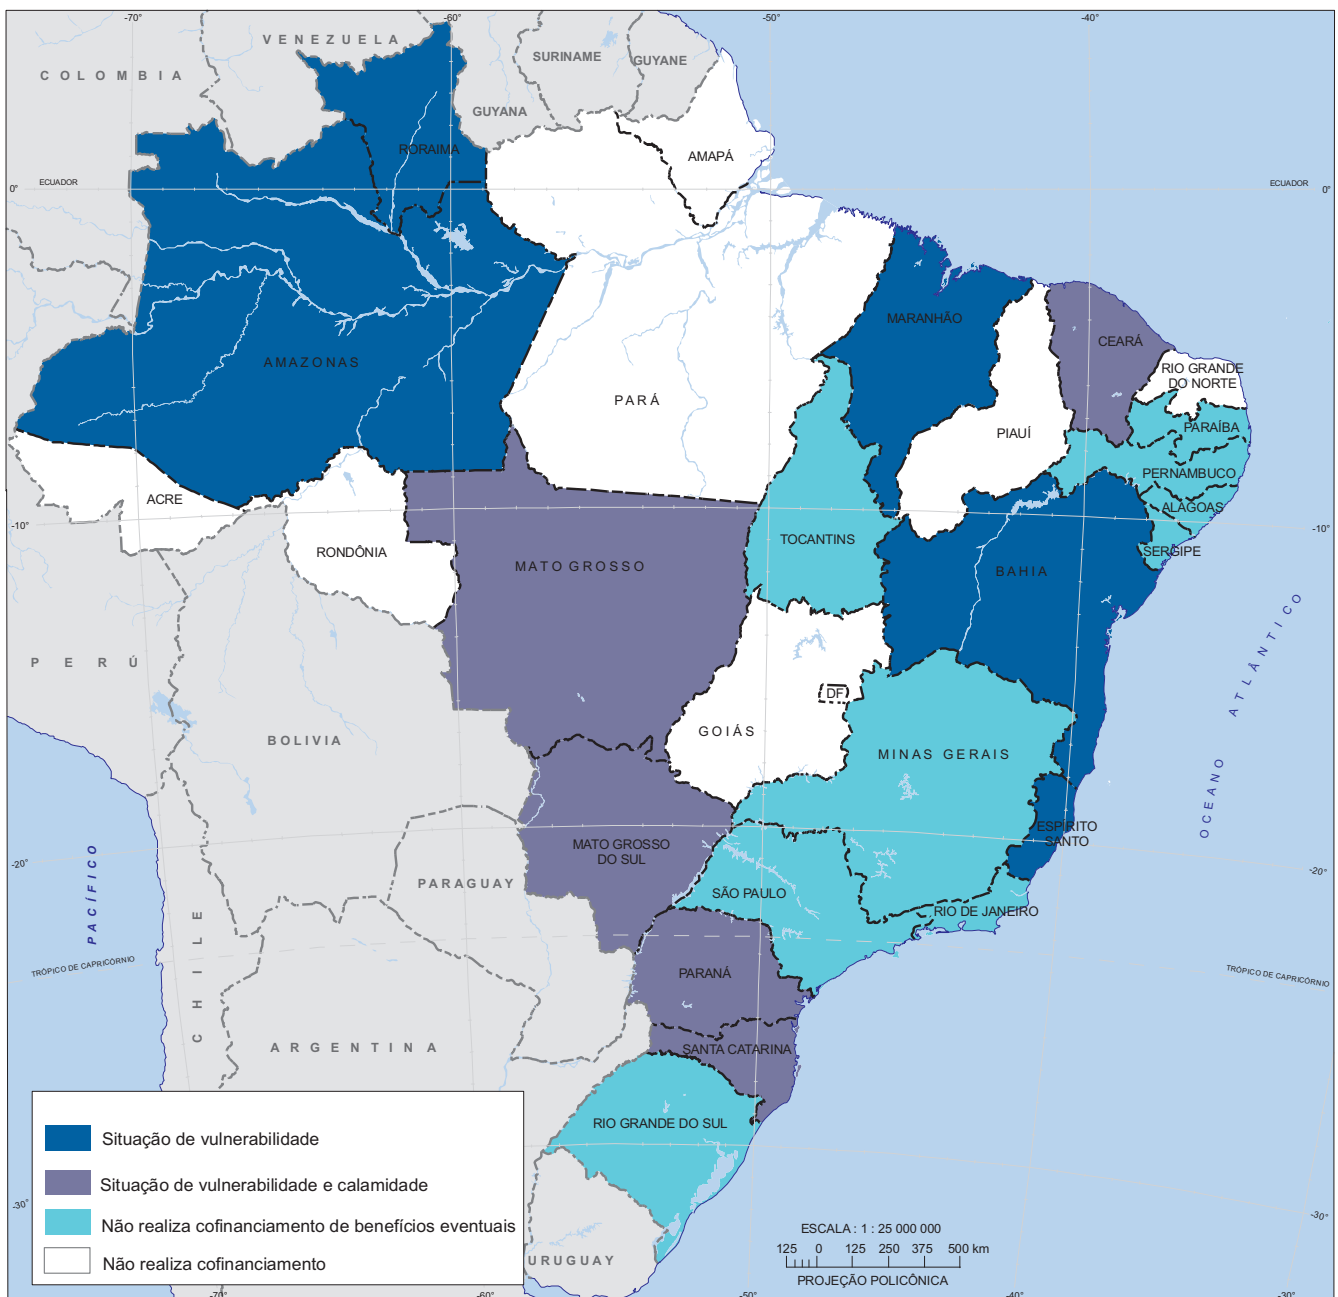 -70°
-60°
-50°
-40°
VENEZUELA
COLOMBIA
SURINAME
GUYANE
GUYANA
RORAIMA
AMAPÁ
ECUADOR
ECUADOR
0°
0°
MARANHÃO
CEARÁ
AMAZONAS
RIO GRANDE
DO NORTE
PARÁ
PIAUÍ
PARAÍBA
PERNAMBUCO
ACRE
ALAGOAS
-10°
-10°
TOCANTINS
RONDÔNIA
SERGIPE
MATO GROSSO
BAHIA
PERÚ
DF
OCEANO ATLÂNTICO
GOIÁS
BOLIVIA
MINAS GERAIS
ESPÍRITO
SANTO
MATO GROSSO
DO SUL
-20°
-20°
PARAGUAY
SÃO PAULO
PACÍFICO
RIO DE JANEIRO
TRÓPICO DE CAPRICÓRNIO
TRÓPICO DE CAPRICÓRNIO
CHILE
PARANÁ
ARGENTINA
SANTA CATARINA
RIO GRANDE DO SUL
Situação de vulnerabilidade
Situação de vulnerabilidade e calamidade
Não realiza cofinanciamento de benefícios eventuais
Não realiza cofinanciamento
-30°
-30°
URUGUAY
ESCALA : 1 : 25 000 000
125 0 125 250 375 500 km
PROJEÇÃO POLICÔNICA
-70°
-60°
-50°
-40°
-30°